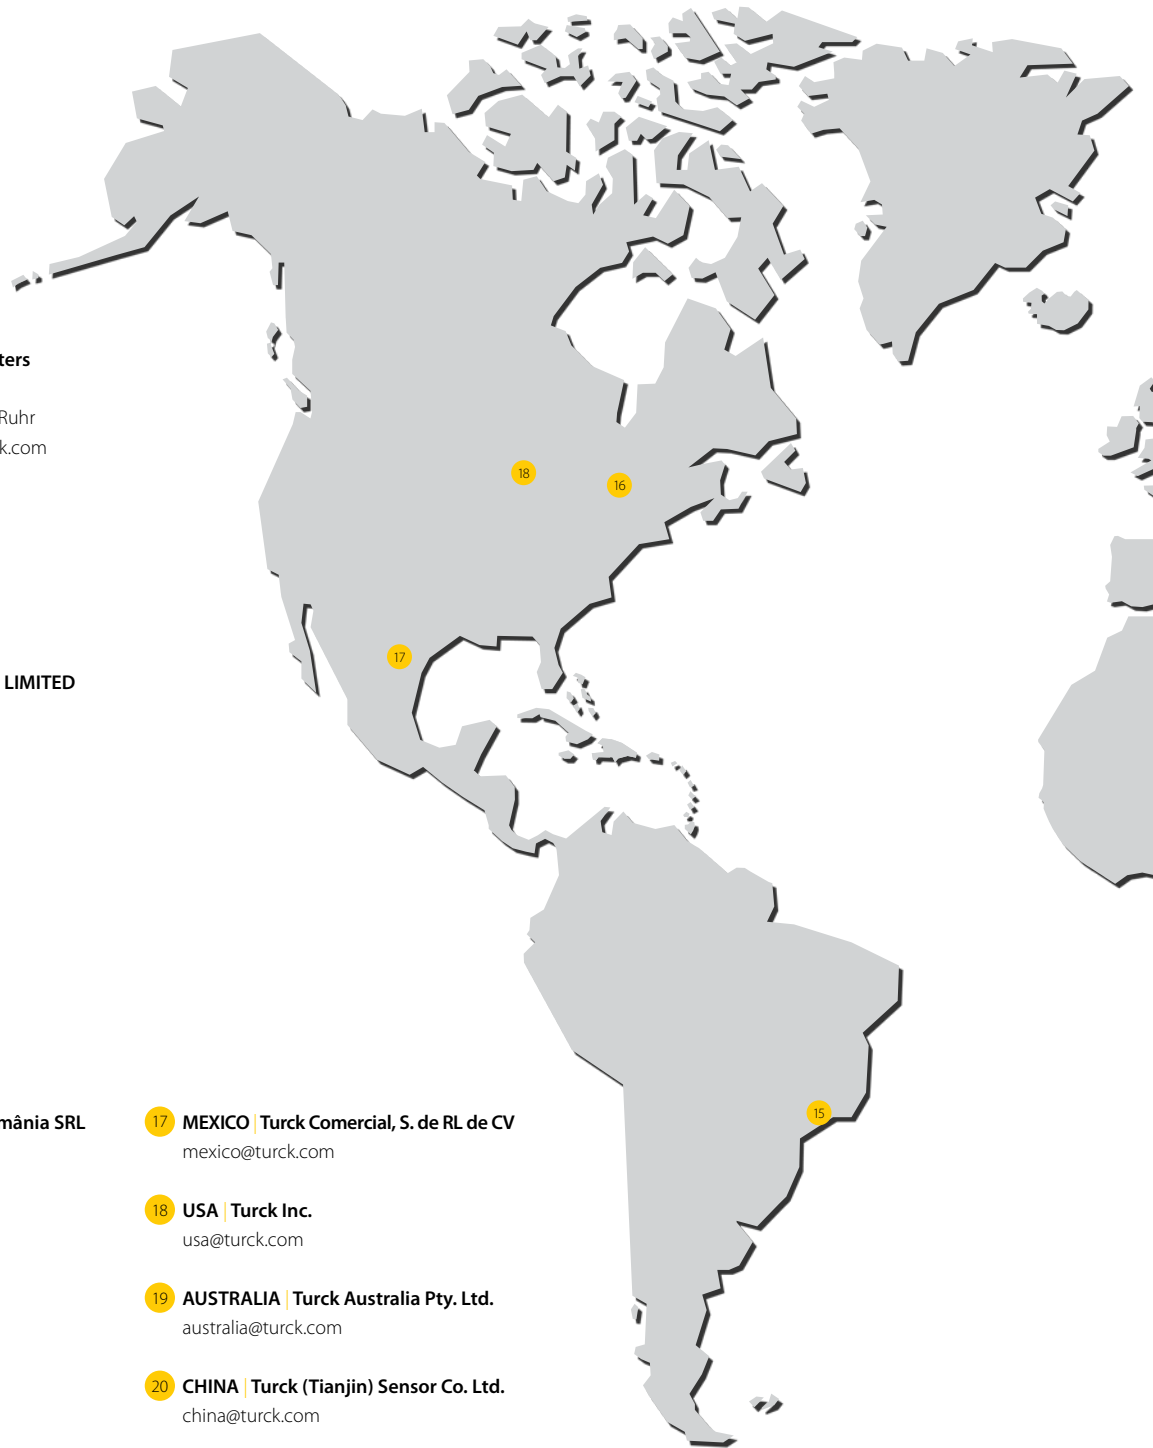 ters
Ruhr
k.com
LIMITED
mânia SRL
18
16
17
15
17 MEXICO | Turck Comercial, S. de RL de CV
mexico@turck.com
18 USA | Turck Inc.
usa@turck.com
19 AUSTRALIA | Turck Australia Pty. Ltd.
australia@turck.com
20 CHINA | Turck (Tianjin) Sensor Co. Ltd.
china@turck.com